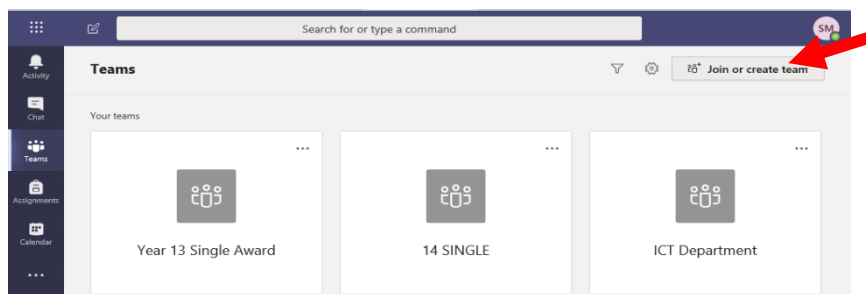 Search for or type a command
SM
Activity
Chat
Teams
Assignments
Calendar
Teams
Join or create team
Your teams
Year 13 Single Award
14 SINGLE
ICT Department